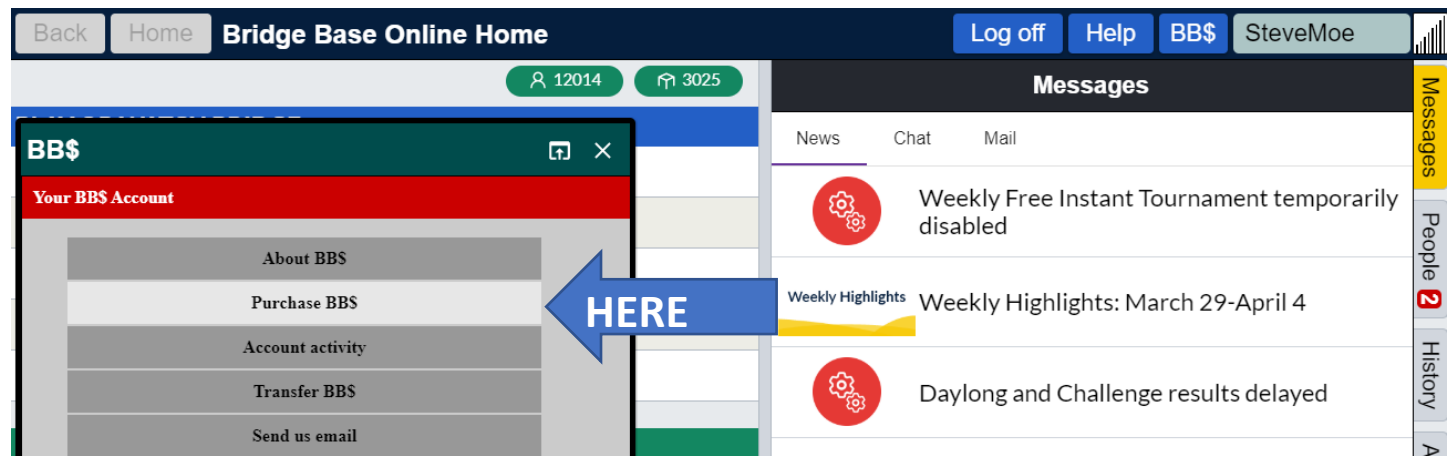 Back Home Bridge Base Online Home Log off Help BB$ SteveMoe
12014 3025
BB$
Your BB$ Account
About BB$
Purchase BB$
Account activity
Transfer BB$
Send us email
HERE
Messages
News Chat Mail
Weekly Free Instant Tournament temporarily
disabled
Weekly Highlights
Weekly Highlights: March 29-April 4
Daylong and Challenge results delayed
Messages
People 2
History
A